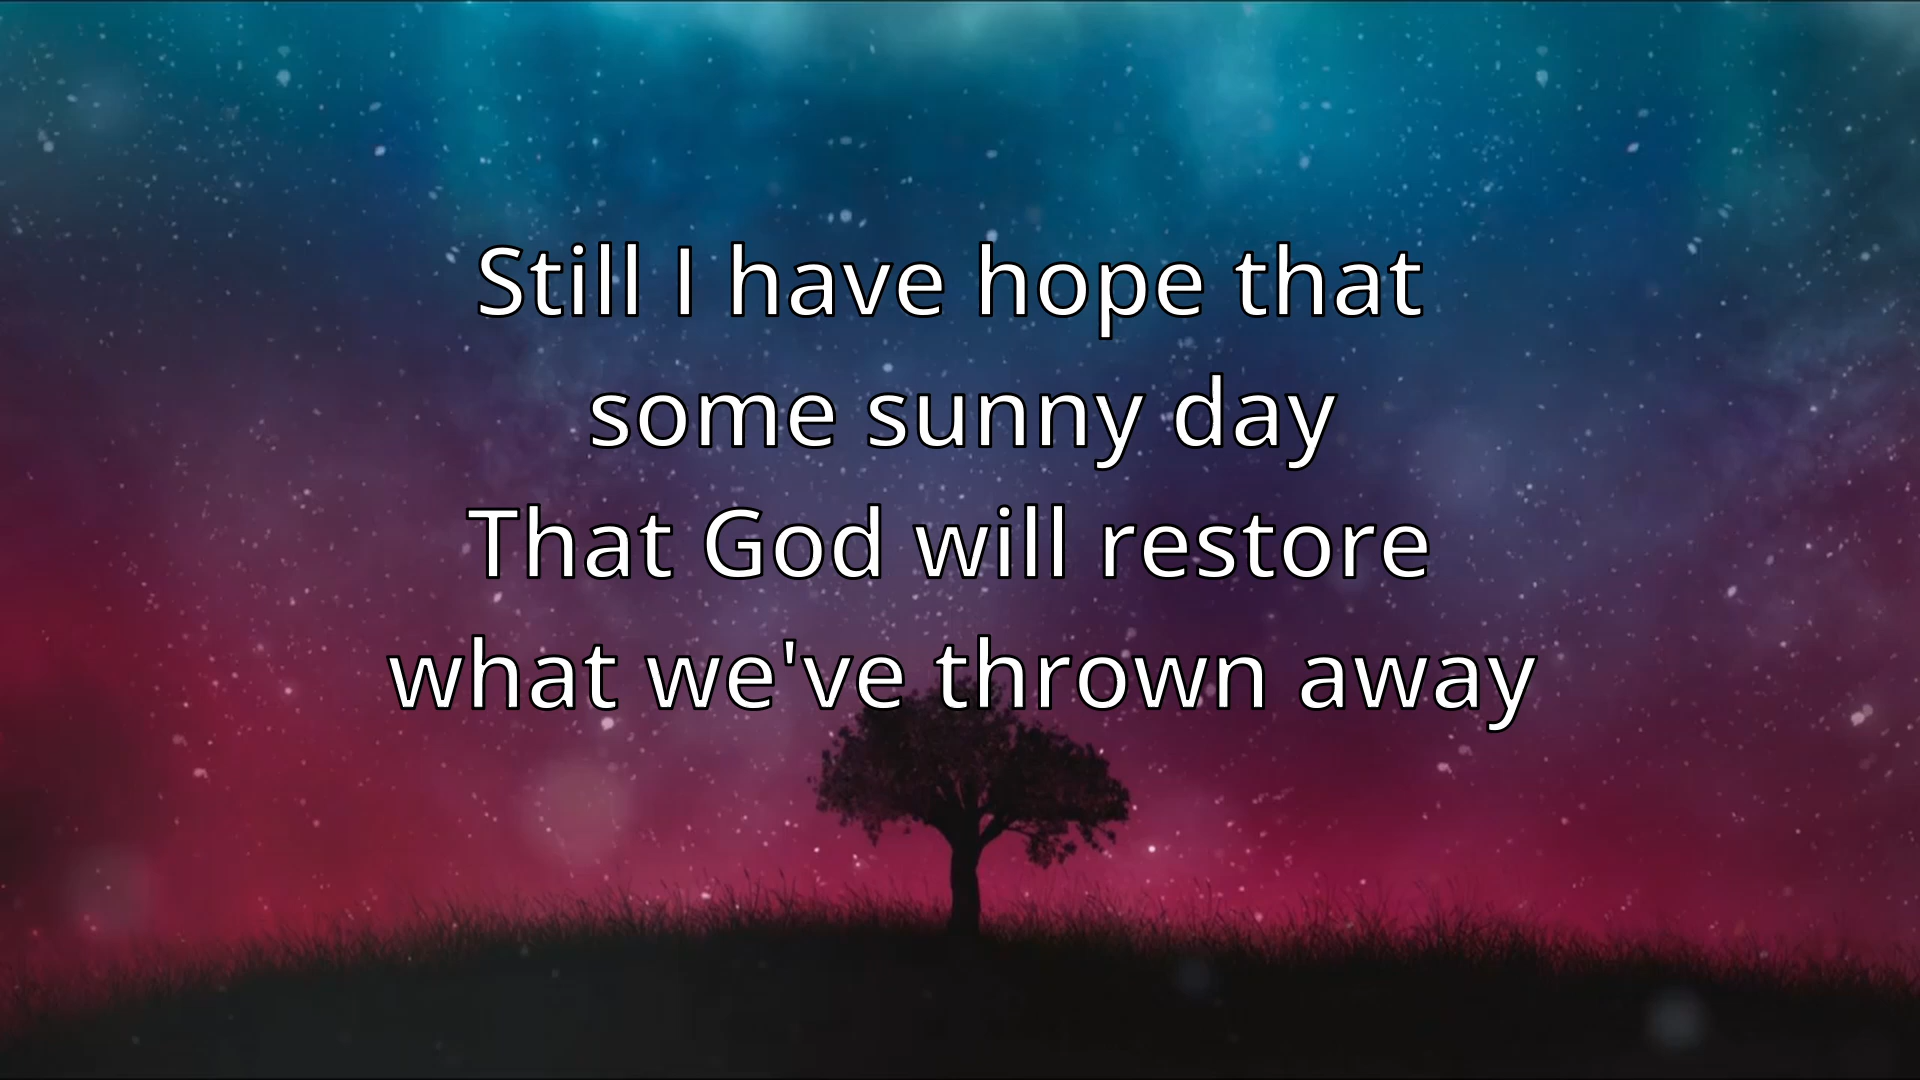 Still I have hope that
some sunny day
That God will restore
what we've thrown away